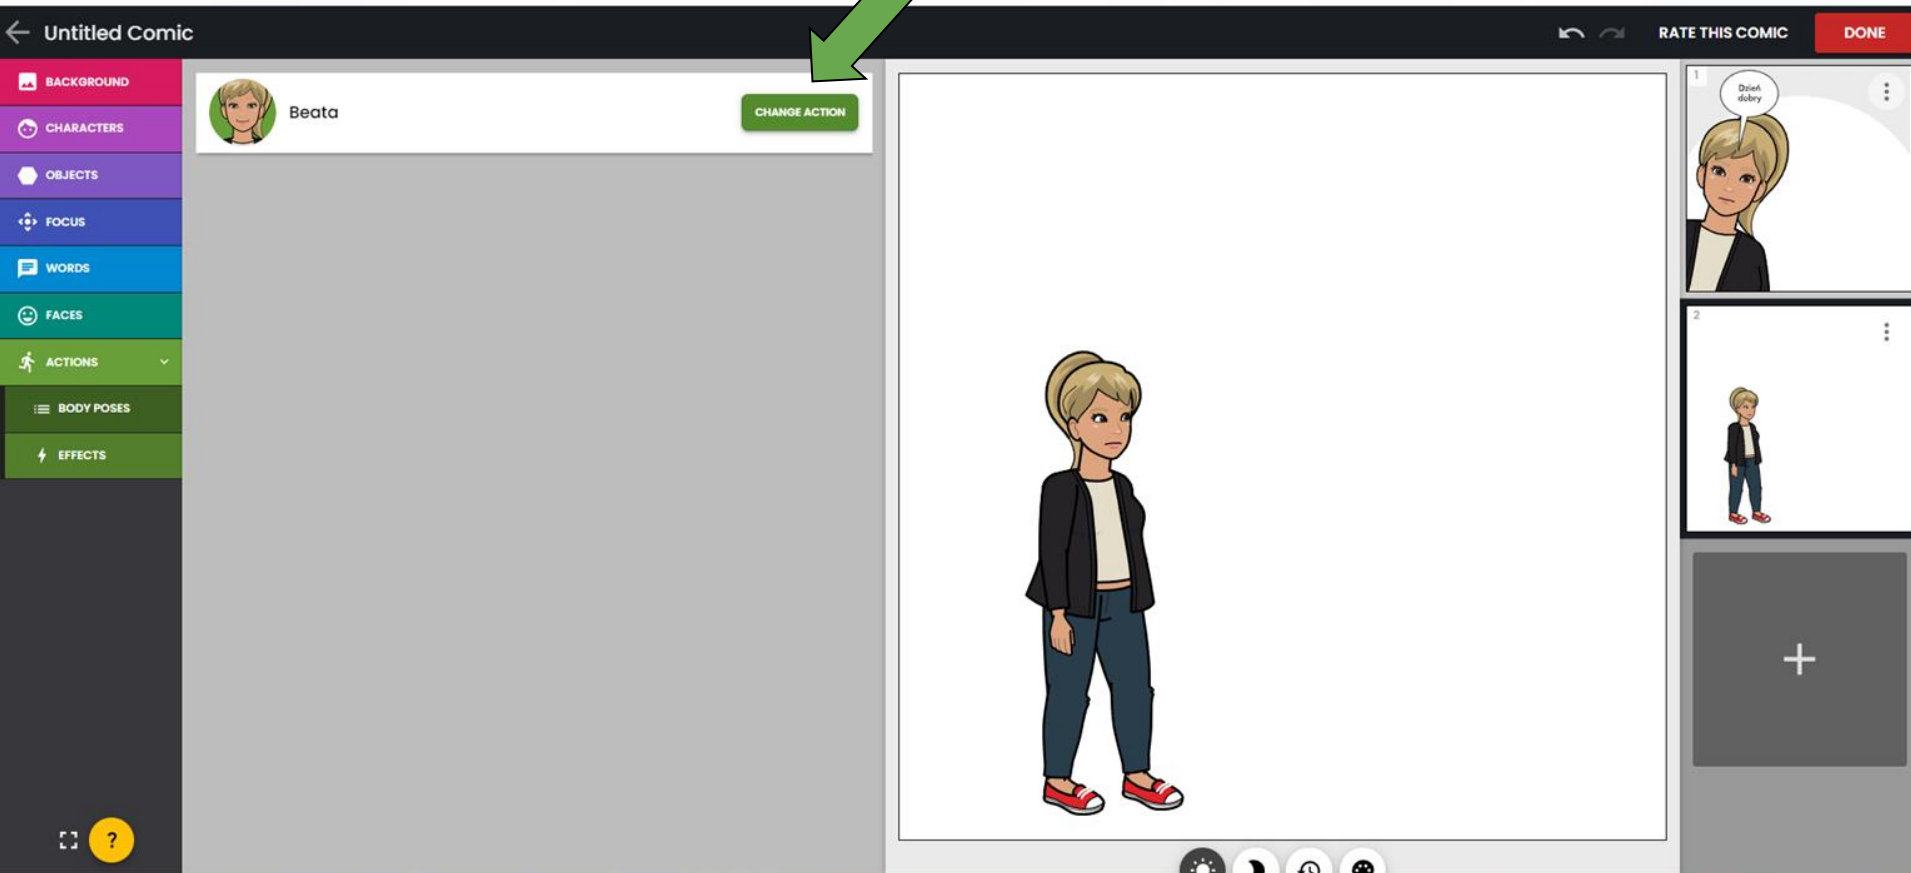 Untitled Comic
RATE THIS COMIC
DONE
BACKGROUND
CHARACTERS
OBJECTS
FOCUS
WORDS
FACES
ACTIONS
BODY POSES
EFFECTS
?
Beata
CHANGE ACTION
1
Dzień
dobry
2